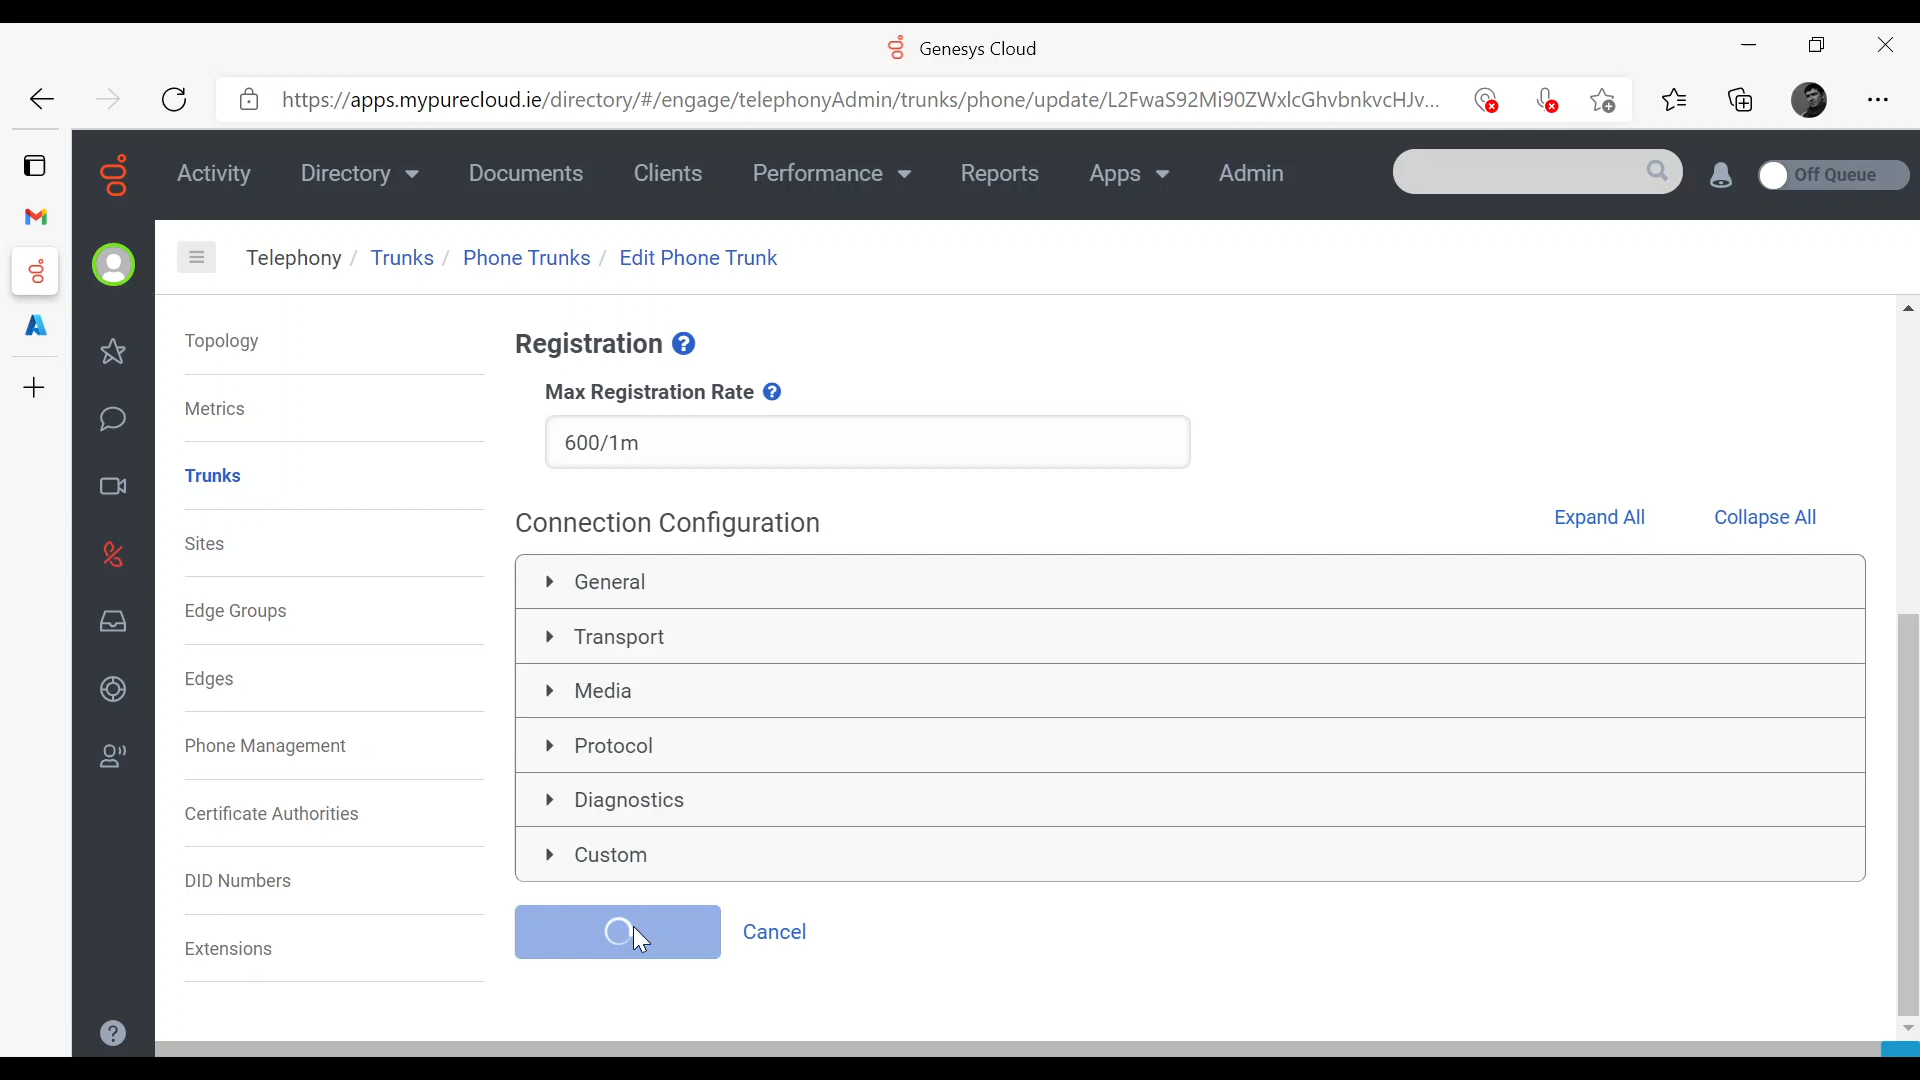 Genesys Cloud
https://apps.mypurecloud.ie/directory/#/engage/telephonyAdmin/trunks/phone/update/L2FwaS92Mi90ZWxlcGhvbnkvcHJv...
Activity Directory Documents Clients Performance Reports Apps Admin Off Queue
Telephony / Trunks / Phone Trunks / Edit Phone Trunk
Topology
Metrics
Trunks
Sites
Edge Groups
Edges
Phone Management
Certificate Authorities
DID Numbers
Extensions
Registration ?
Max Registration Rate ?
600/1m
Connection Configuration Expand All Collapse All
General
Transport
Media
Protocol
Diagnostics
Custom
Cancel
?